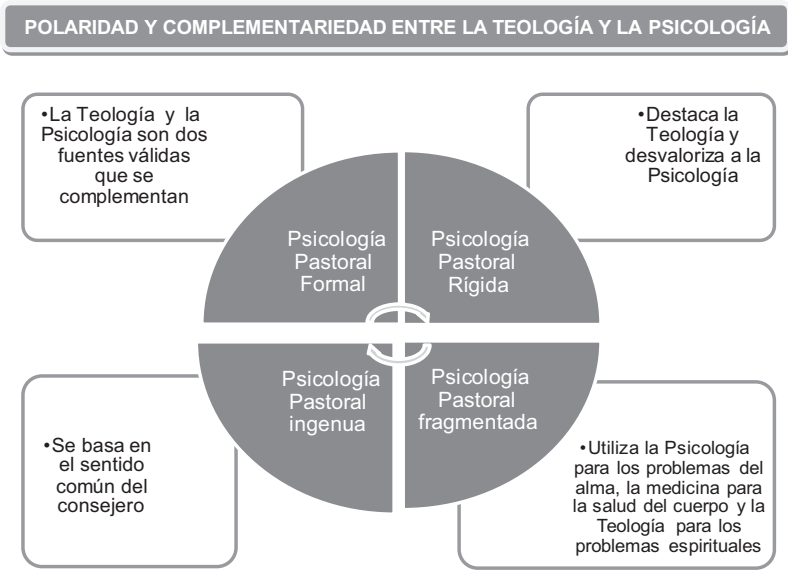 POLARIDAD Y COMPLEMENTARIEDAD ENTRE LA TEOLOGÍA Y LA PSICOLOGÍA
•La Teología y la
Psicología son dos
fuentes válidas
que se
complementan
•Destaca la
Teología y
desvaloriza a la
Psicología
Psicología
Pastoral
Formal
Psicología
Pastoral
Rígida
Psicología
Pastoral
ingenua
Psicología
Pastoral
fragmentada
•Se basa en
el sentido
común del
consejero
•Utiliza la Psicología
para los problemas del
alma, la medicina para
la salud del cuerpo y la
Teología para los
problemas espirituales